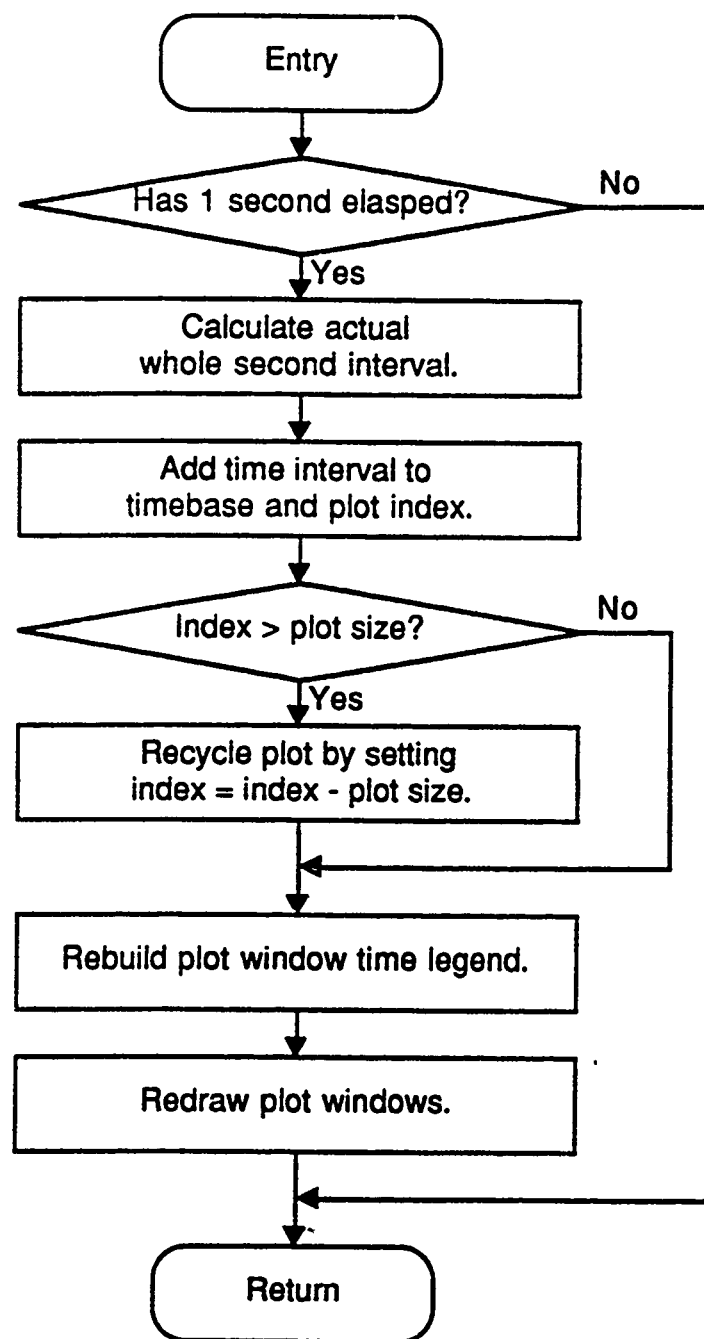 Entry
Has 1 second elasped?
No
Yes
Calculate actual
whole second interval.
Add time interval to
timebase and plot index.
Index > plot size?
No
Yes
Recycle plot by setting
index = index - plot size.
Rebuild plot window time legend.
Redraw plot windows.
Return